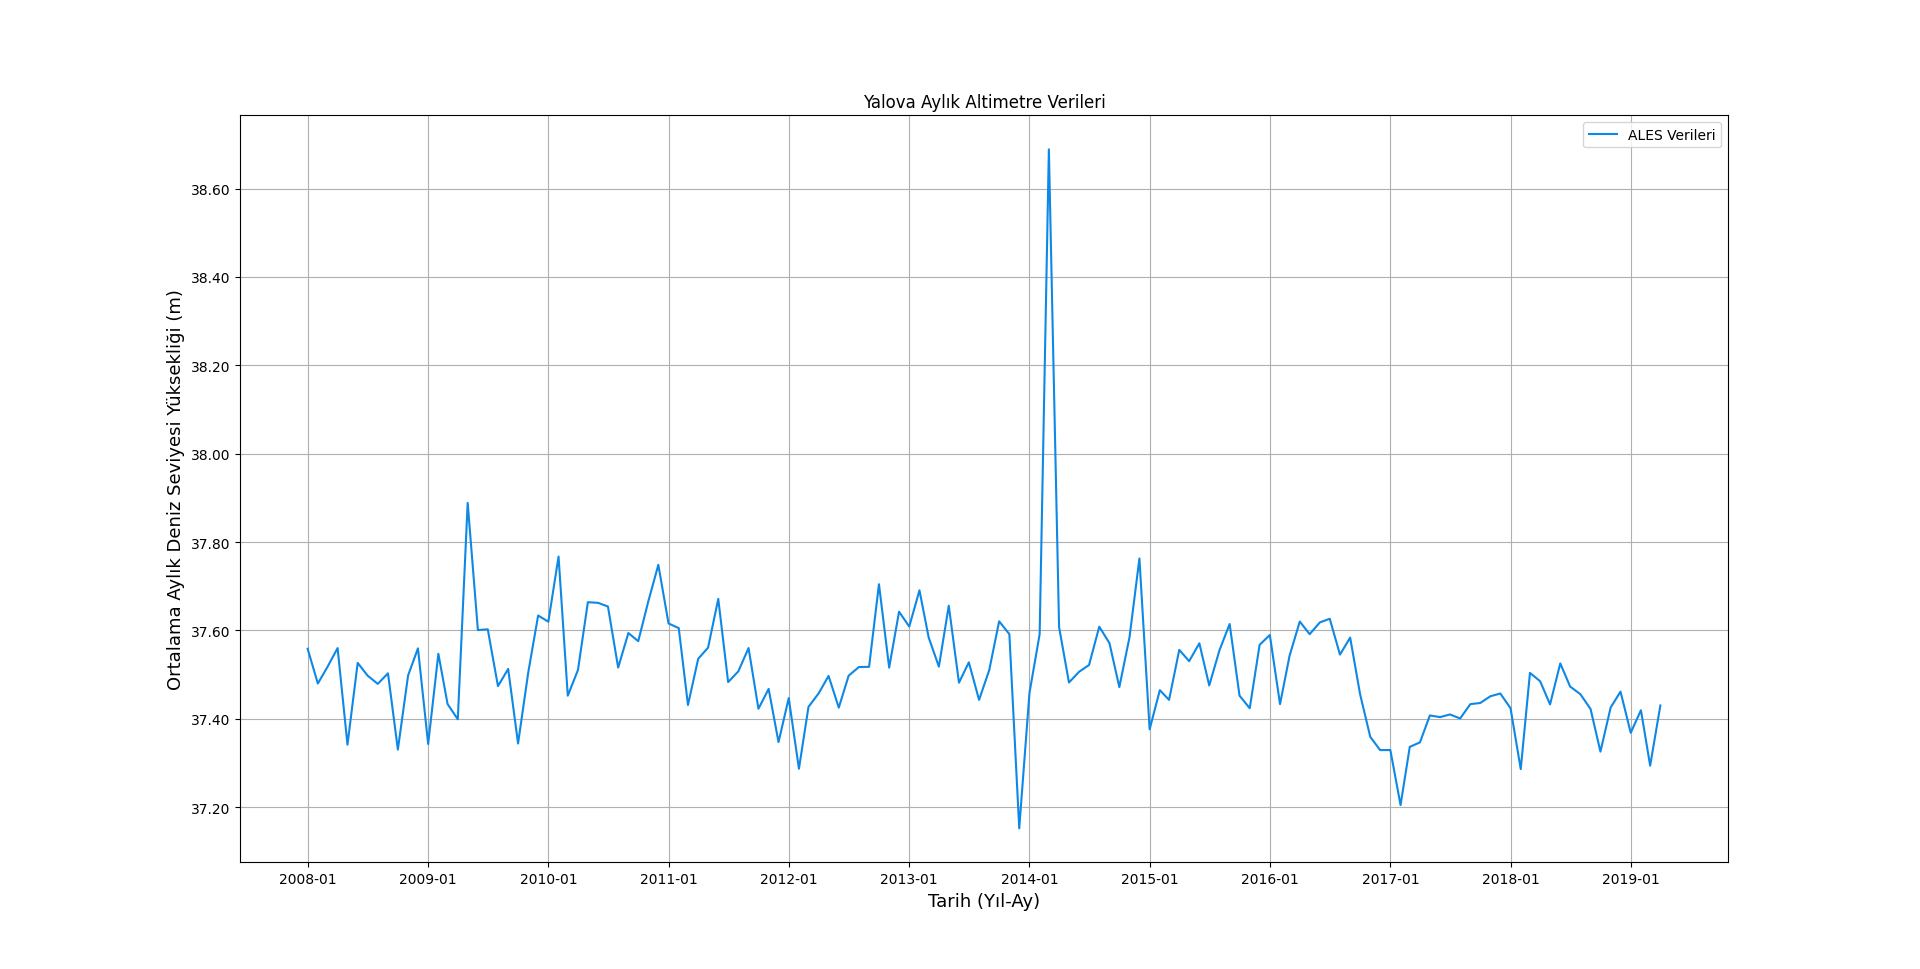 Yalova Aylık Altimetre Verileri
ALES Verileri
Ortalama Aylık Deniz Seviyesi Yüksekliği (m)
38.60
38.40
38.20
38.00
37.80
37.60
37.40
37.20
2008-01 2009-01 2010-01 2011-01 2012-01 2013-01 2014-01 2015-01 2016-01 2017-01 2018-01 2019-01
Tarih (Yıl-Ay)